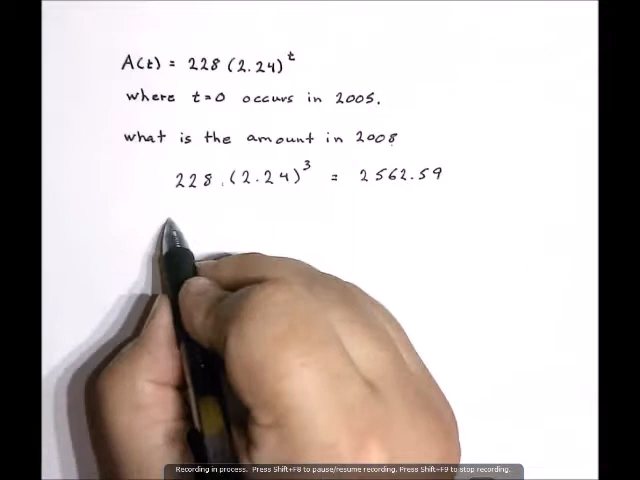 A(t) = 228 (2.24)^t
where t=0 occurs in 2005.
what is the amount in 2008
228.(2.24)^3 = 2562.59
Recording in process. Press Shift+F8 to pause/resume recording. Press Shift+F9 to stop recording.